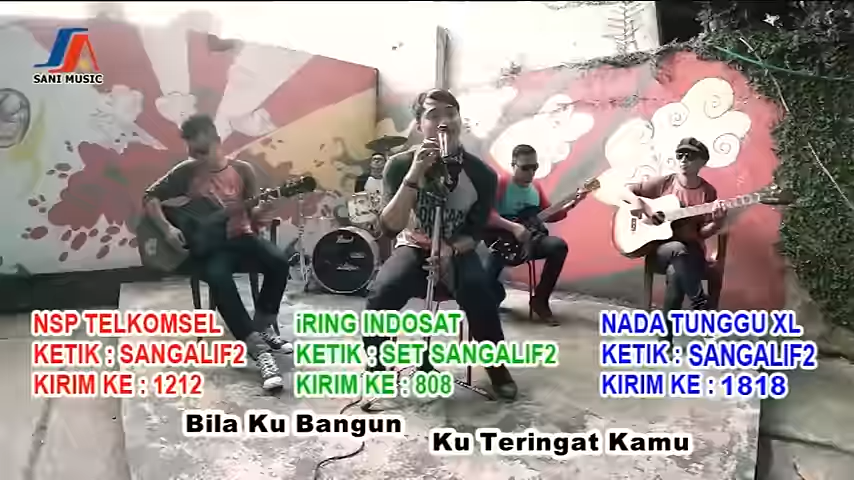 SANI MUSIC
NSP TELKOMSEL
KETIK : SANGALIF2
KIRIM KE : 1212
iRING INDOSAT
KETIK : SET SANGALIF2
KIRIM KE : 808
NADA TUNGGU XL
KETIK : SANGALIF2
KIRIM KE : 1818
Bila Ku Bangun
Ku Teringat Kamu